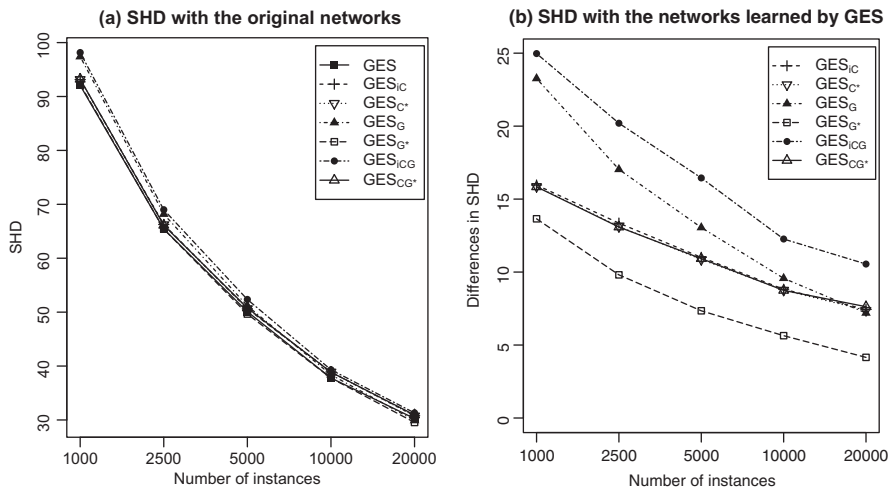 (a) SHD with the original networks
SHD
100
90
80
70
60
50
40
30
1000 2500 5000 10000 20000
Number of instances
GES
GES_iC
GES_C*
GES_G
GES_G*
GES_iCG
GES_CG*
(b) SHD with the networks learned by GES
Differences in SHD
25
20
15
10
5
0
1000 2500 5000 10000 20000
Number of instances
GES_iC
GES_C*
GES_G
GES_G*
GES_iCG
GES_CG*